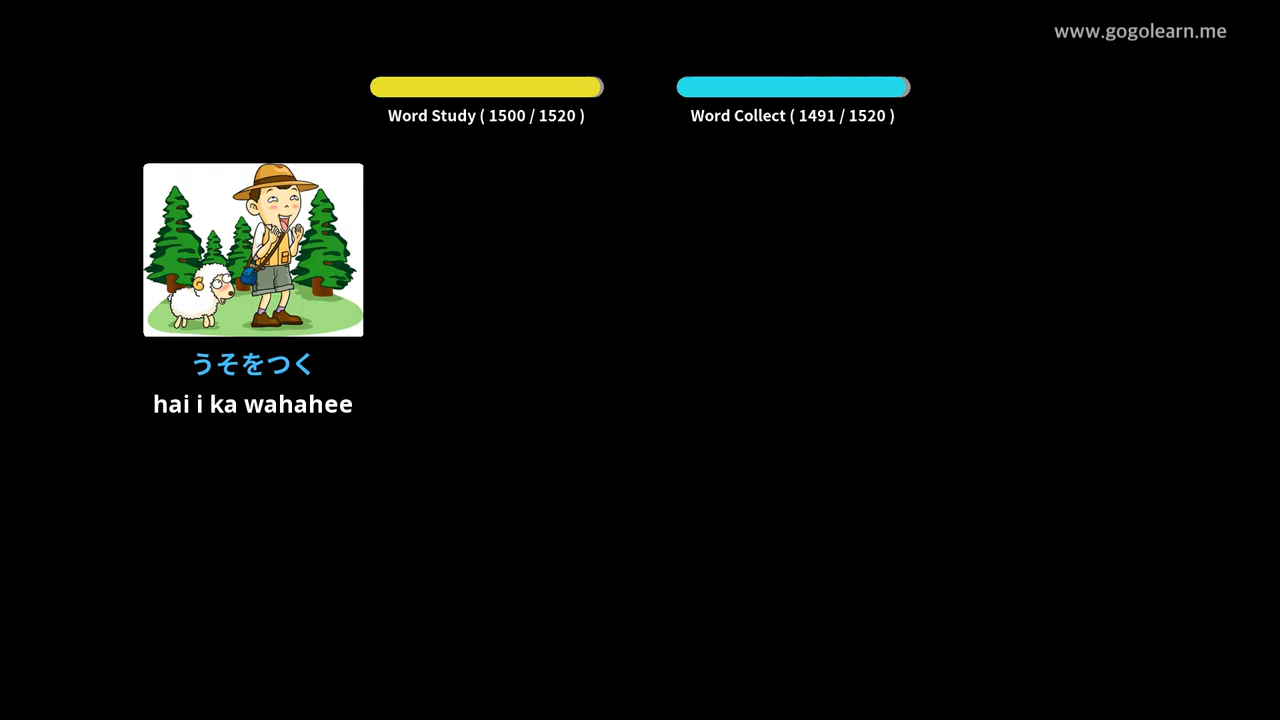 www.gogolearn.me
Word Study ( 1500 / 1520 )
Word Collect ( 1491 / 1520 )
うそをつく
hai i ka wahahee